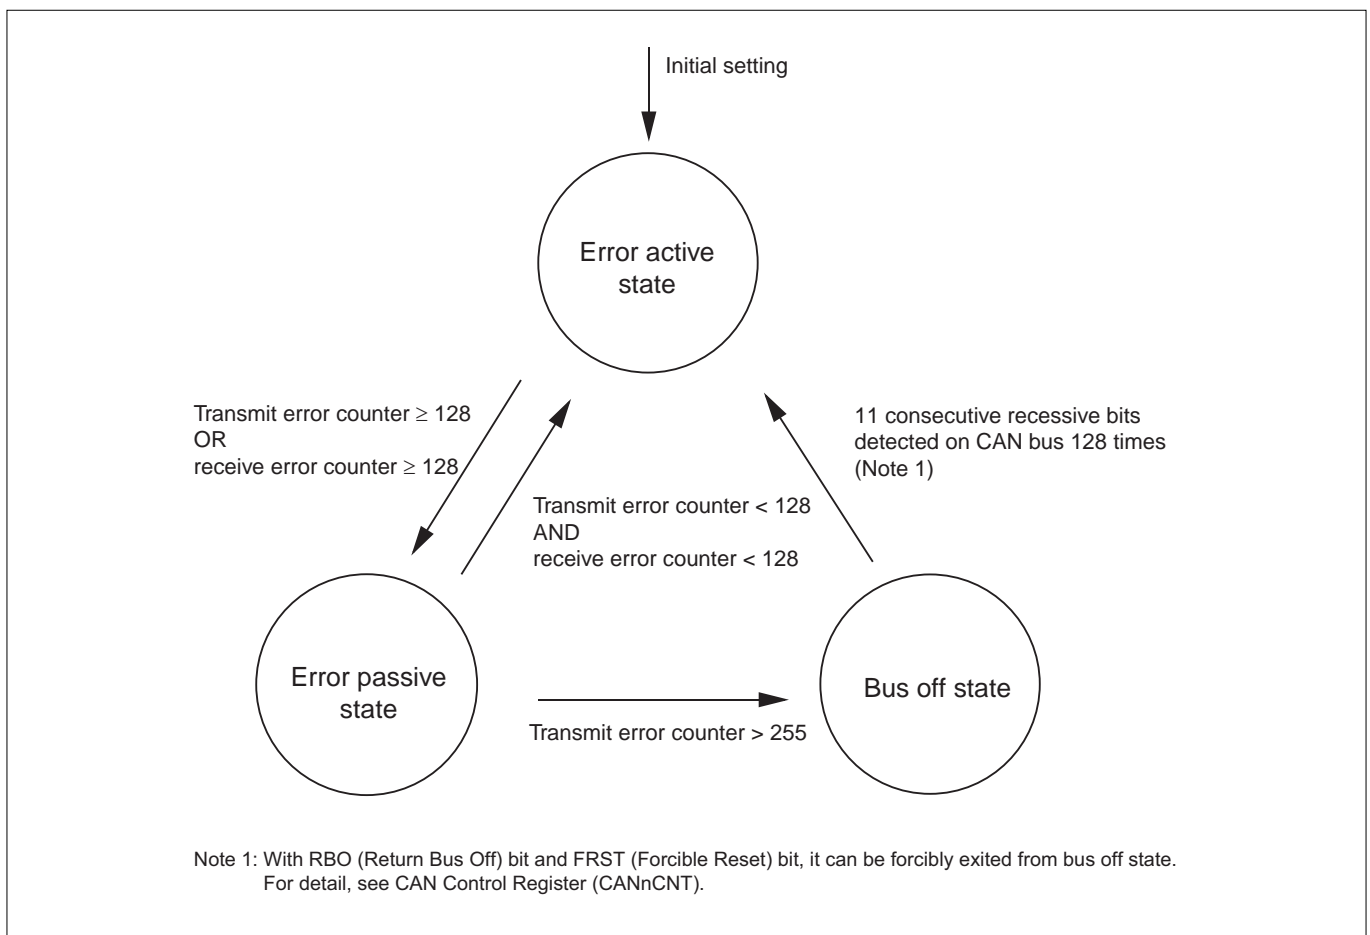 Initial setting
Error active
state
Transmit error counter ≥ 128
OR
receive error counter ≥ 128
11 consecutive recessive bits
detected on CAN bus 128 times
(Note 1)
Transmit error counter < 128
AND
receive error counter < 128
Error passive
state
Bus off state
Transmit error counter > 255
Note 1: With RBO (Return Bus Off) bit and FRST (Forcible Reset) bit, it can be forcibly exited from bus off state.
For detail, see CAN Control Register (CANnCNT).